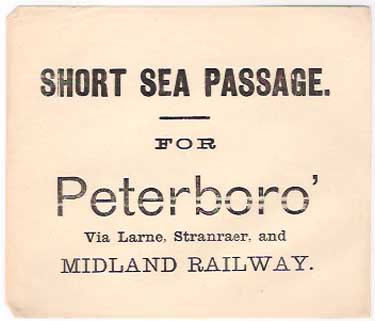 SHORT SEA PASSAGE.
FOR
Peterboro'
Via Larne, Stranraer, and
MIDLAND RAILWAY.